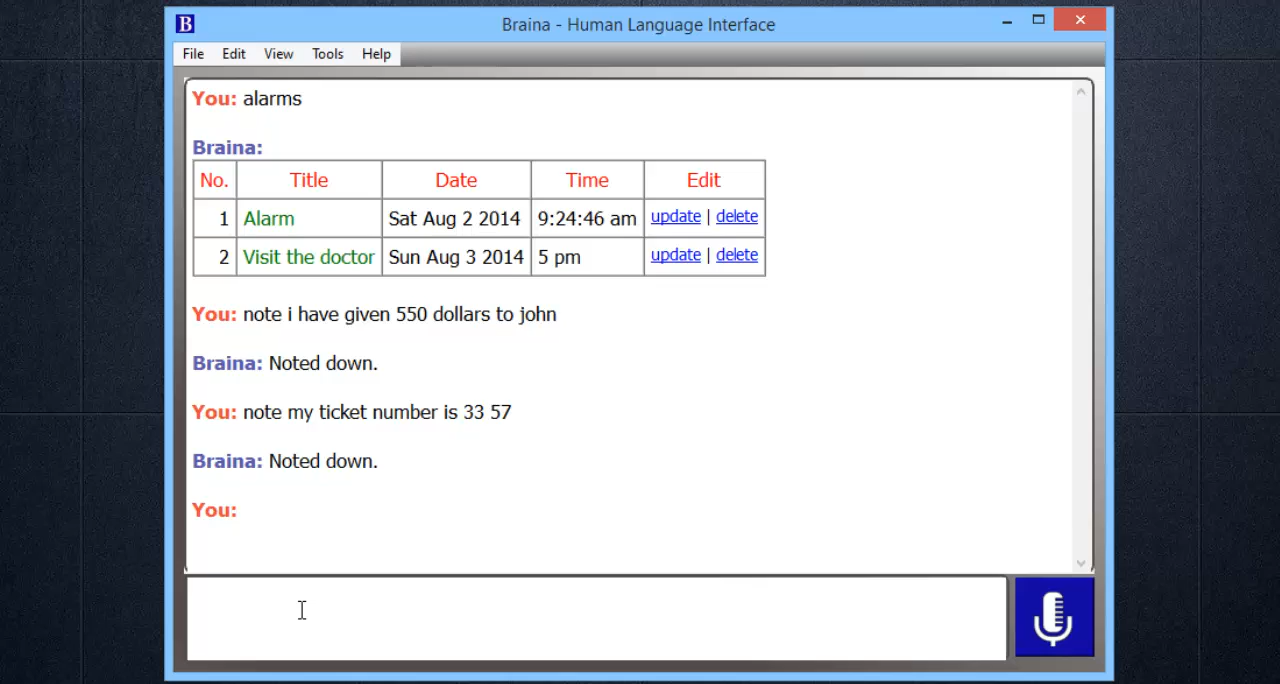 B Braina - Human Language Interface
File Edit View Tools Help
You: alarms
Braina:
No. Title Date Time Edit
1 Alarm Sat Aug 2 2014 9:24:46 am update | delete
2 Visit the doctor Sun Aug 3 2014 5 pm update | delete
You: note i have given 550 dollars to john
Braina: Noted down.
You: note my ticket number is 33 57
Braina: Noted down.
You: